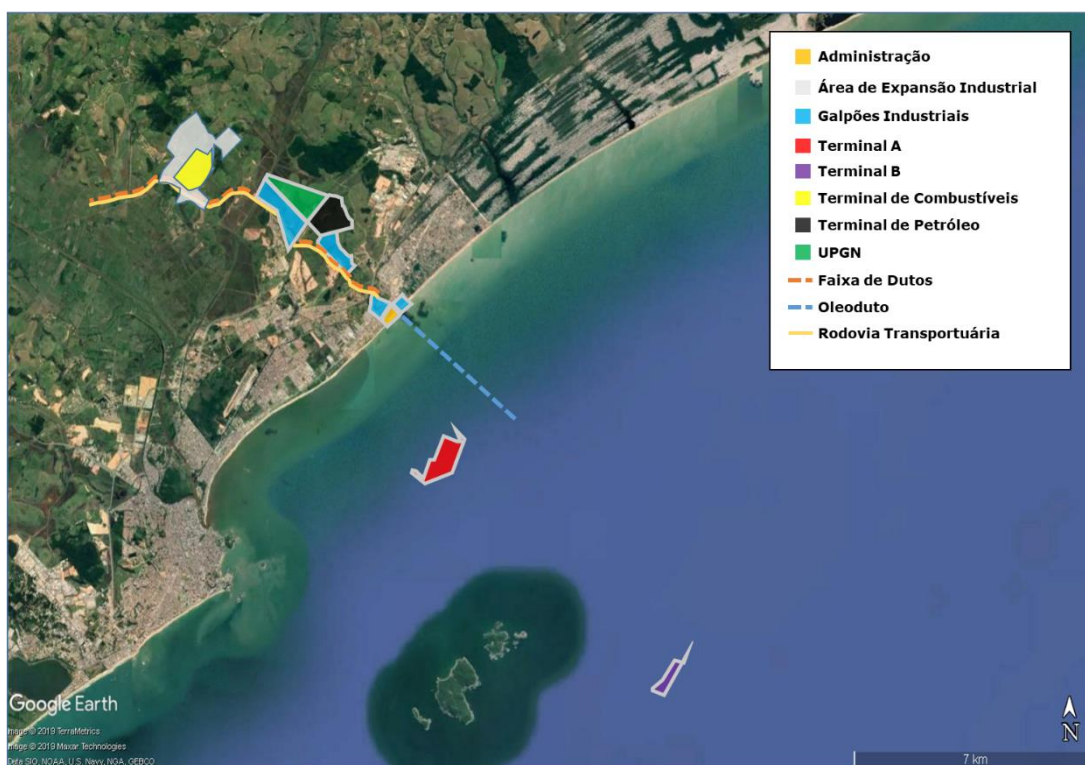 Administração
Área de Expansão Industrial
Galpões Industriais
Terminal A
Terminal B
Terminal de Combustíveis
Terminal de Petróleo
UPGN
Faixa de Dutos
Oleoduto
Rodovia Transportuária
Google Earth
Image © 2019 TerraMetrics
Image © 2019 Maxar Technologies
Data SIO, NOAA, U.S. Navy, NGA, GEBCO
N
7 km